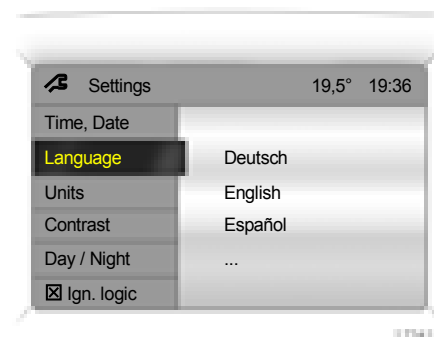 Settings 19,5° 19:36
Time, Date
Language Deutsch
Units English
Contrast Español
Day / Night ...
Ign. logic